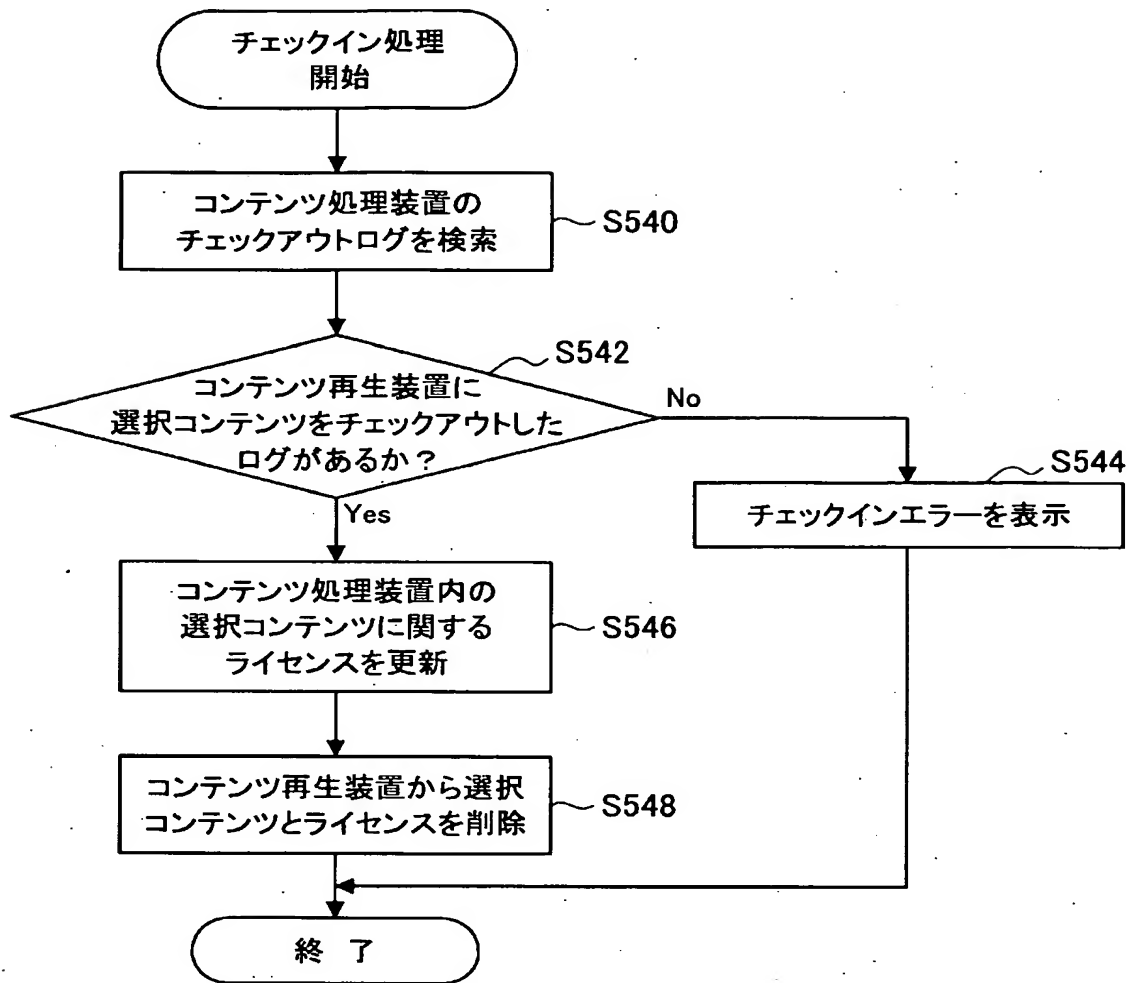 チェックイン処理
開始
コンテンツ処理装置の
チェックアウトログを検索
S540
S542
コンテンツ再生装置に
選択コンテンツをチェックアウトした
ログがあるか？
No
Yes
S544
チェックインエラーを表示
コンテンツ処理装置内の
選択コンテンツに関する
ライセンスを更新
S546
コンテンツ再生装置から選択
コンテンツとライセンスを削除
S548
終 了